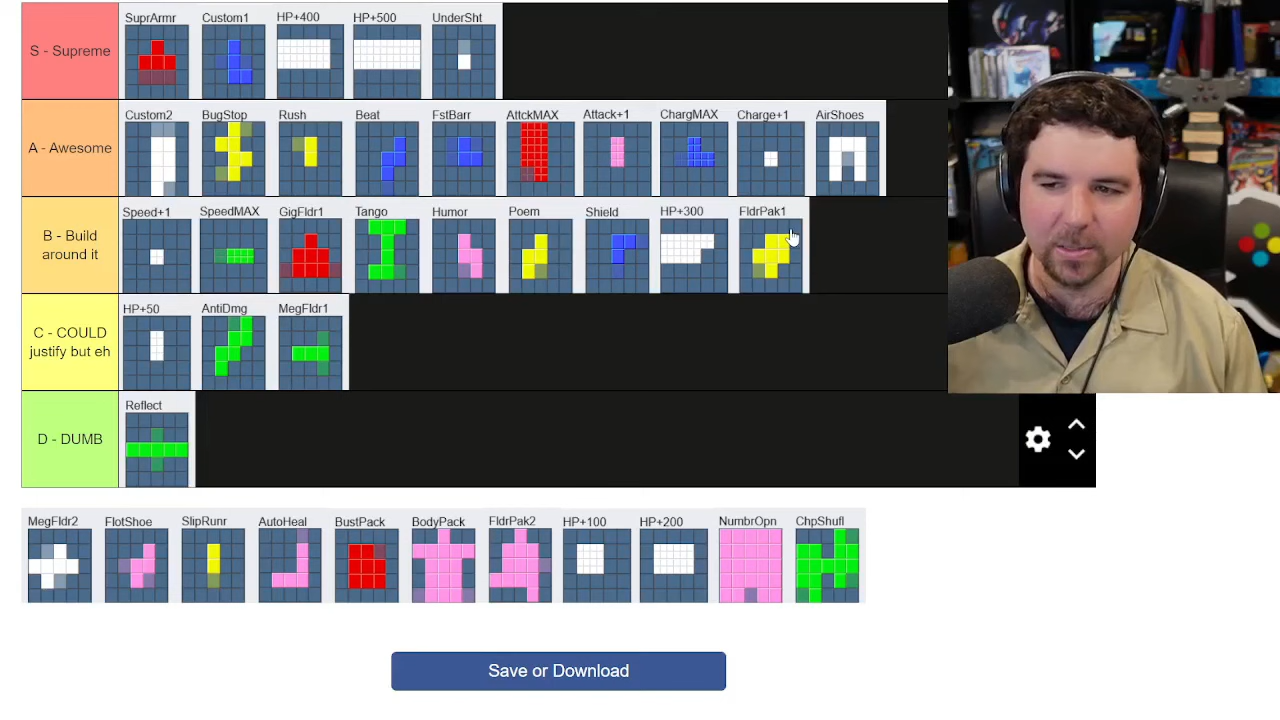 S - Supreme
SuprArmr Custom1 HP+400 HP+500 UnderSht
A - Awesome
Custom2 BugStop Rush Beat FstBarr AttckMAX Attack+1 ChargMAX Charge+1 AirShoes
B - Build
around it
Speed+1 SpeedMAX GigFldr1 Tango Humor Poem Shield HP+300 FldrPak1
C - COULD
justify but eh
HP+50 AntiDmg MegFldr1
D - DUMB
Reflect
MegFldr2 FlotShoe SlipRunr AutoHeal BustPack BodyPack FldrPak2 HP+100 HP+200 NumbrOpn ChpShufl
Save or Download